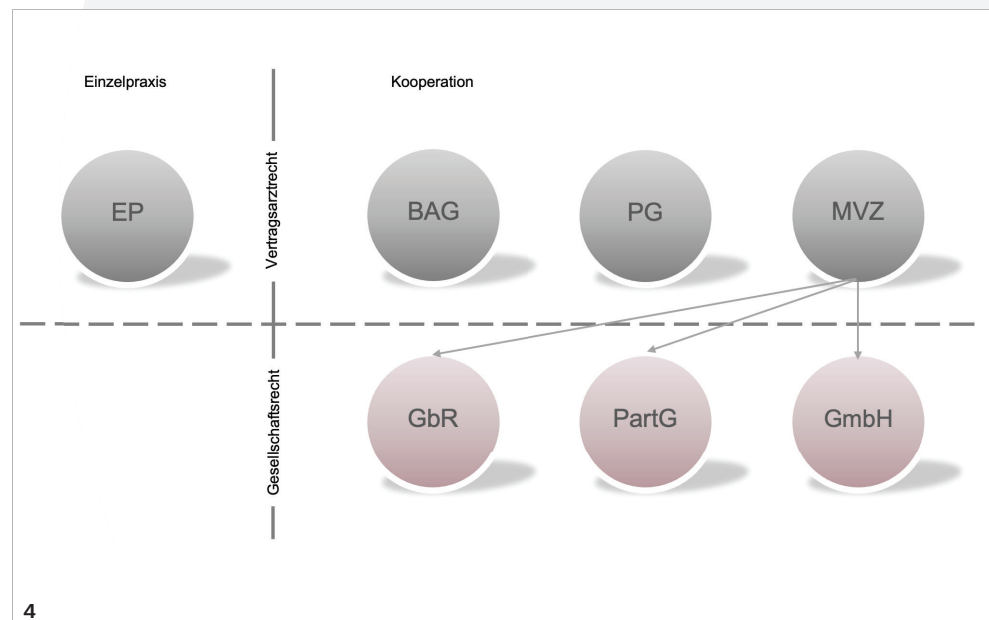 Einzelpraxis
Kooperation
Vertragsarztrecht
EP
BAG
PG
MVZ
Gesellschaftsrecht
GbR
PartG
GmbH
4